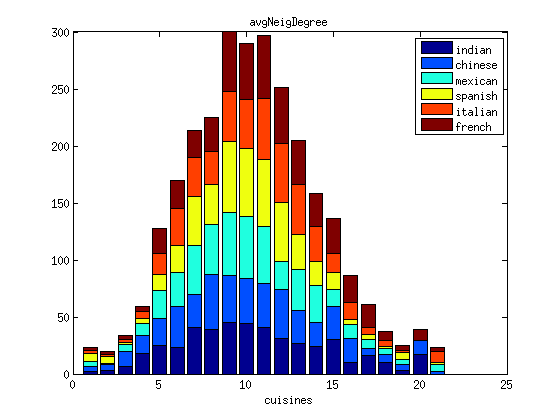 avgNeigDegree
300
250
200
150
100
50
0
indian
chinese
mexican
spanish
italian
french
0 5 10 15 20 25
cuisines